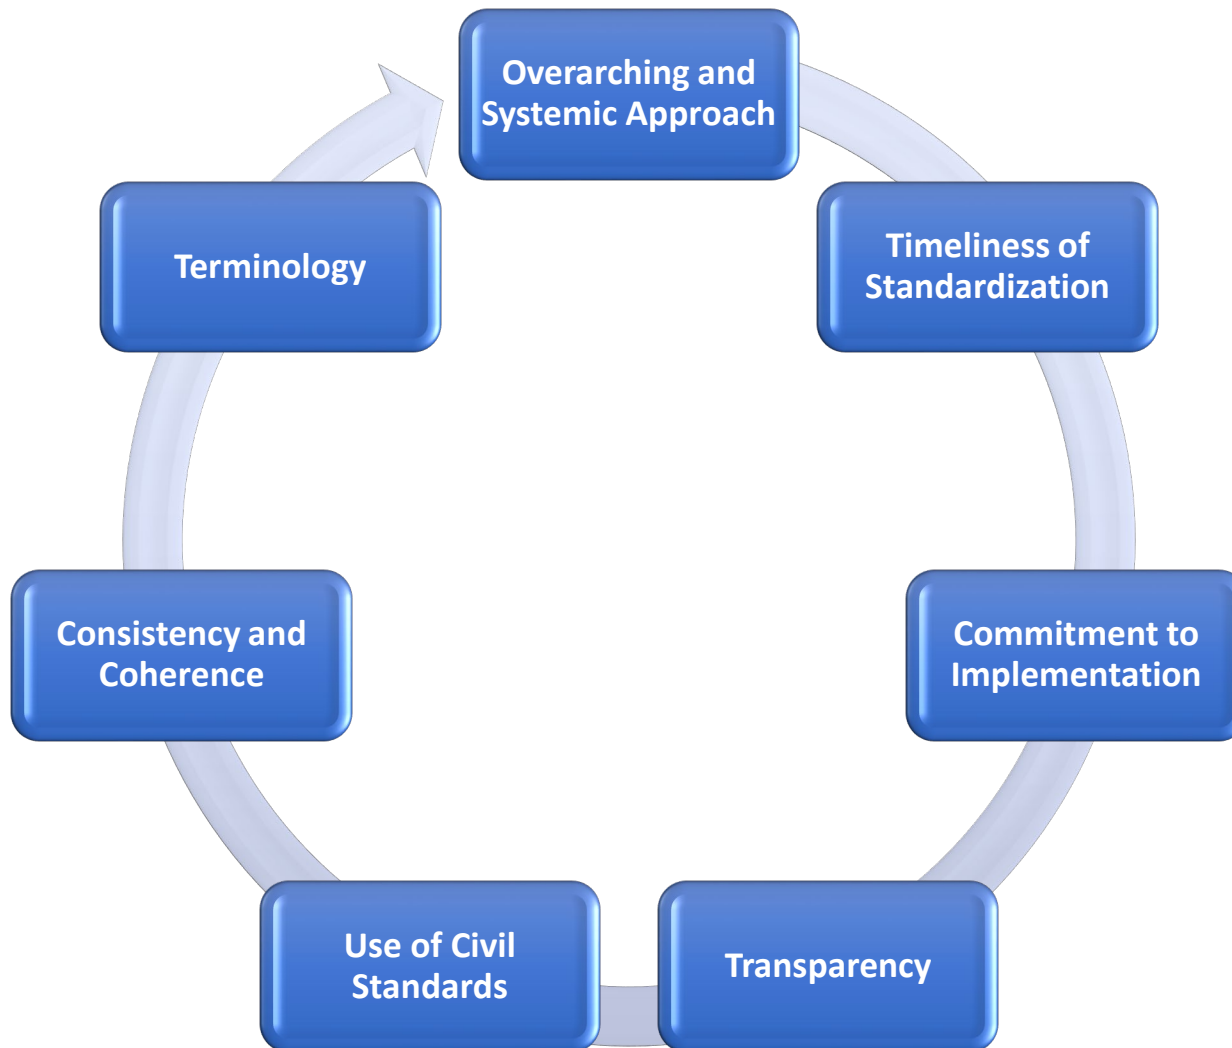 Overarching and
Systemic Approach
Timeliness of
Standardization
Commitment to
Implementation
Transparency
Use of Civil
Standards
Consistency and
Coherence
Terminology